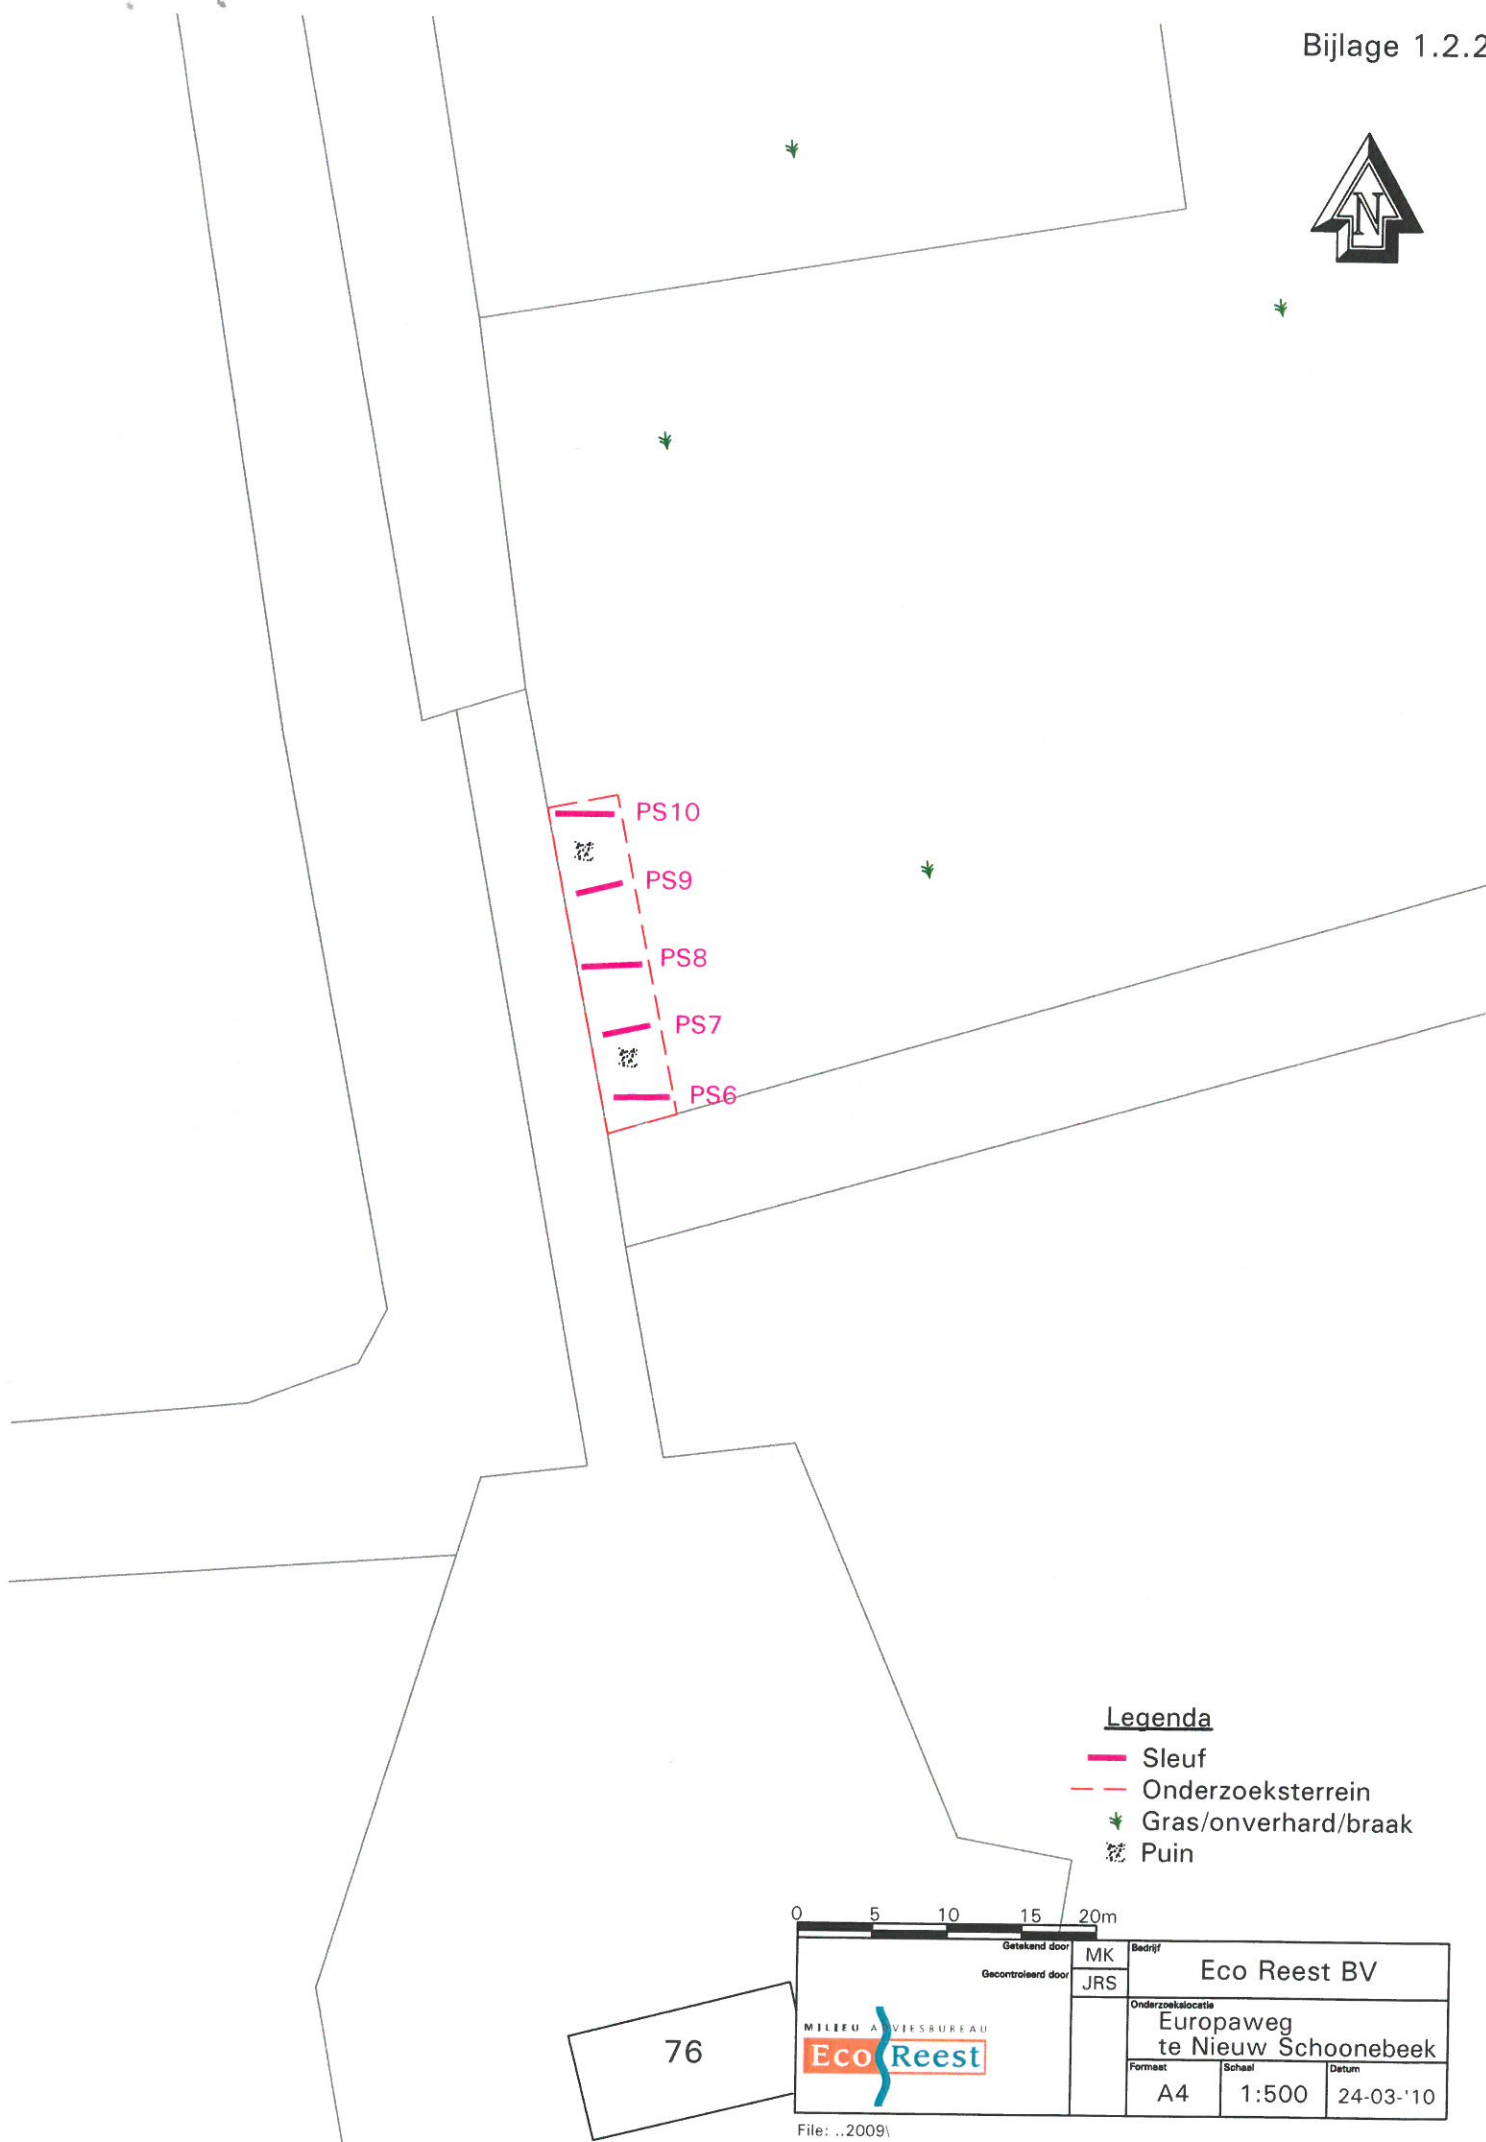 Bijlage 1.2.2
N
PS10
PS9
PS8
PS7
PS6
Legenda
Sleuf
Onderzoeksterrein
Gras/onverhard/braak
Puin
0 5 10 15 20m
Getekend door MK
Gecontroleerd door JRS
Bedrijf
Eco Reest BV
Onderzoekslocatie
Europaweg
te Nieuw Schoonebeek
Formaat
A4
Schaal
1:500
Datum
24-03-'10
MILIEU ADVIESBUREAU
Eco Reest
76
File: ..2009\